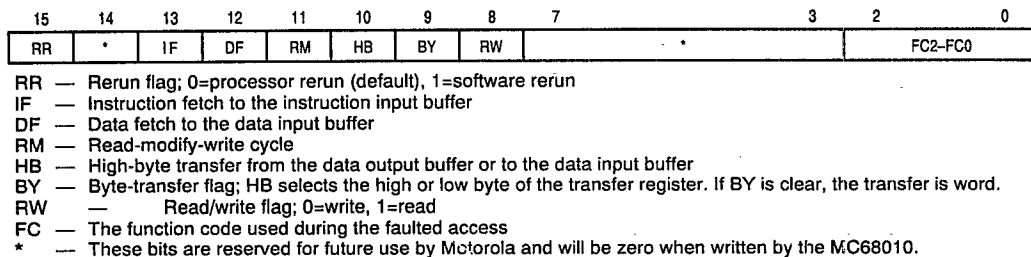 15 14 13 12 11 10 9 8 7 3 2 0
RR * IF DF RM HB BY RW * FC2–FC0
RR — Rerun flag; 0=processor rerun (default), 1=software rerun
IF — Instruction fetch to the instruction input buffer
DF — Data fetch to the data input buffer
RM — Read-modify-write cycle
HB — High-byte transfer from the data output buffer or to the data input buffer
BY — Byte-transfer flag; HB selects the high or low byte of the transfer register. If BY is clear, the transfer is word.
RW — Read/write flag; 0=write, 1=read
FC — The function code used during the faulted access
* — These bits are reserved for future use by Motorola and will be zero when written by the MC68010.